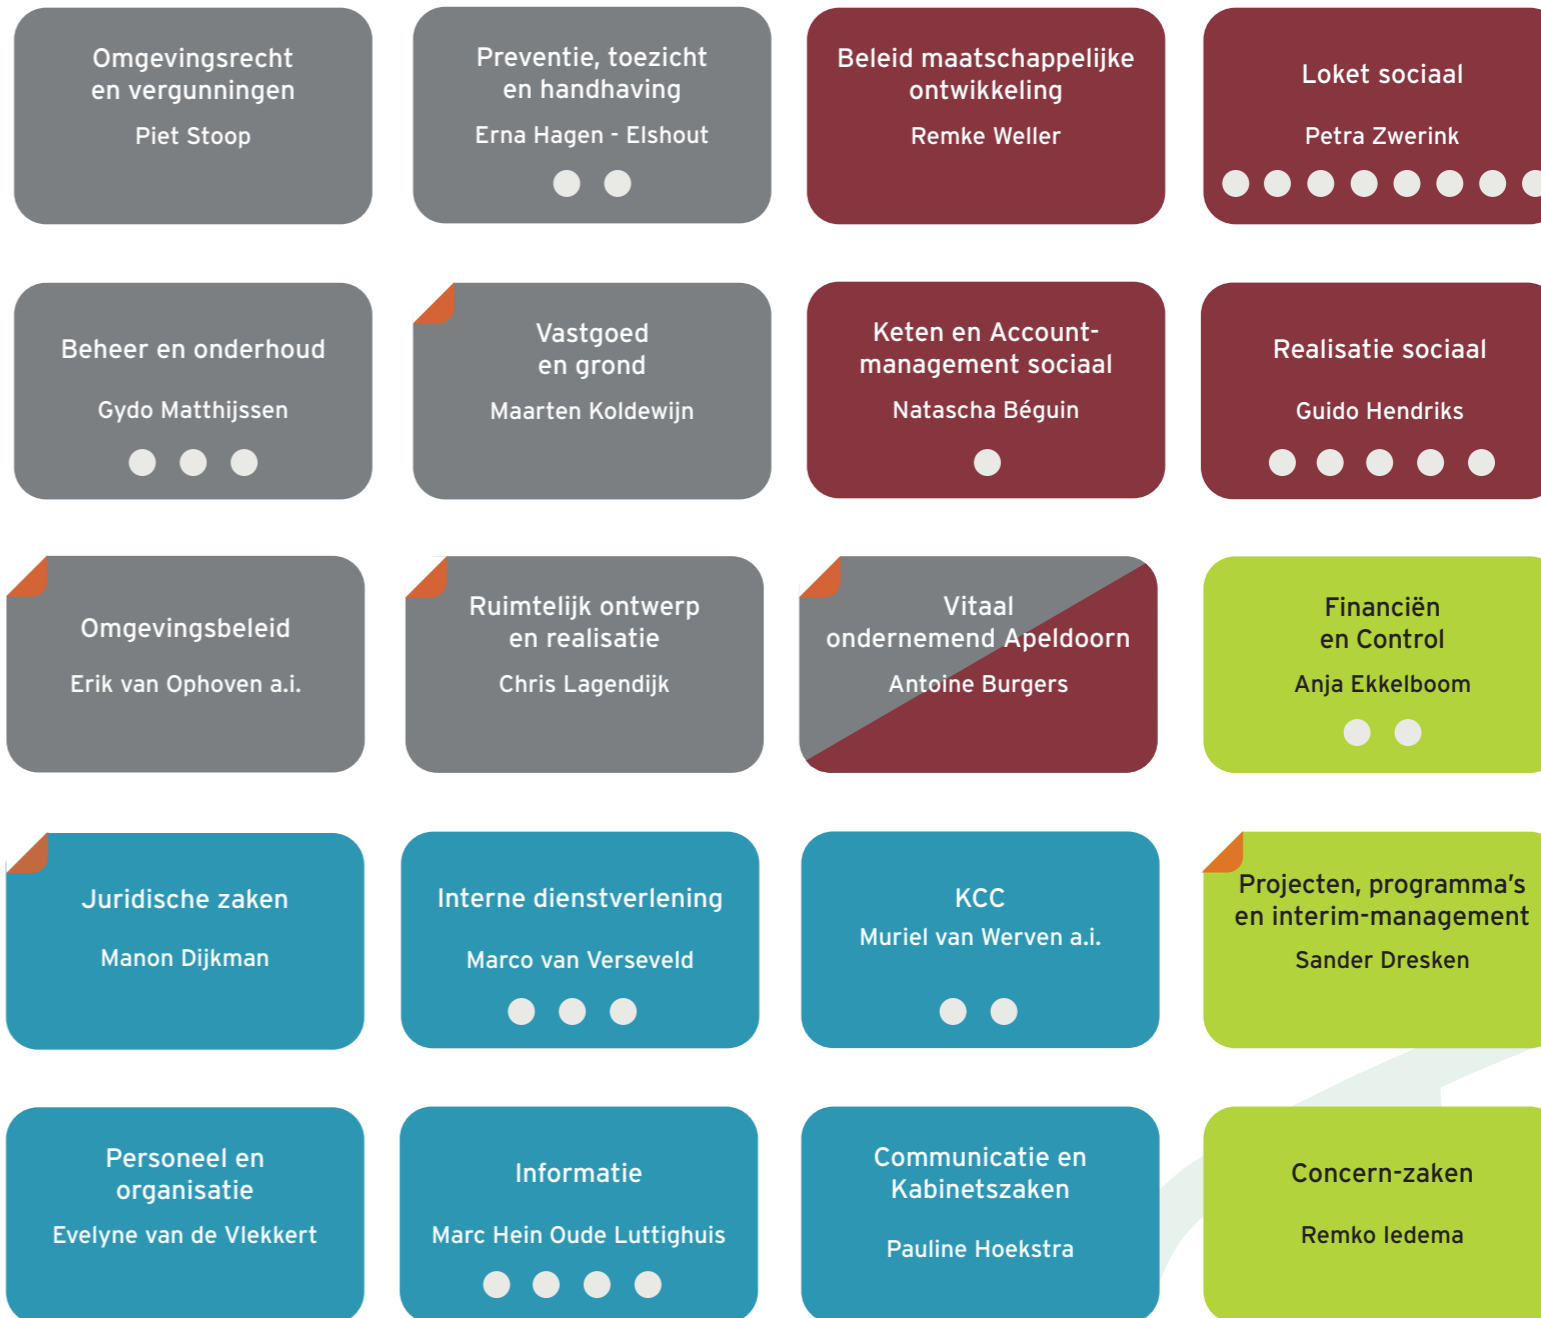 Omgevingsrecht
en vergunningen
Piet Stoop
Preventie, toezicht
en handhaving
Erna Hagen - Elshout
Beleid maatschappelijke
ontwikkeling
Remke Weller
Loket sociaal
Petra Zwerink
Beheer en onderhoud
Gydo Matthijssen
Vastgoed
en grond
Maarten Koldewijn
Keten en Account-
management sociaal
Natascha Béguin
Realisatie sociaal
Guido Hendriks
Omgevingsbeleid
Erik van Ophoven a.i.
Ruimtelijk ontwerp
en realisatie
Chris Lagendijk
Vitaal
ondernemend Apeldoorn
Antoine Burgers
Financiën
en Control
Anja Ekkelboom
Juridische zaken
Manon Dijkman
Interne dienstverlening
Marco van Verseveld
KCC
Muriel van Werven a.i.
Projecten, programma's
en interim-management
Sander Dresken
Personeel en
organisatie
Evelyne van de Vlekkert
Informatie
Marc Hein Oude Luttighuis
Communicatie en
Kabinetszaken
Pauline Hoekstra
Concern-zaken
Remko Iedema